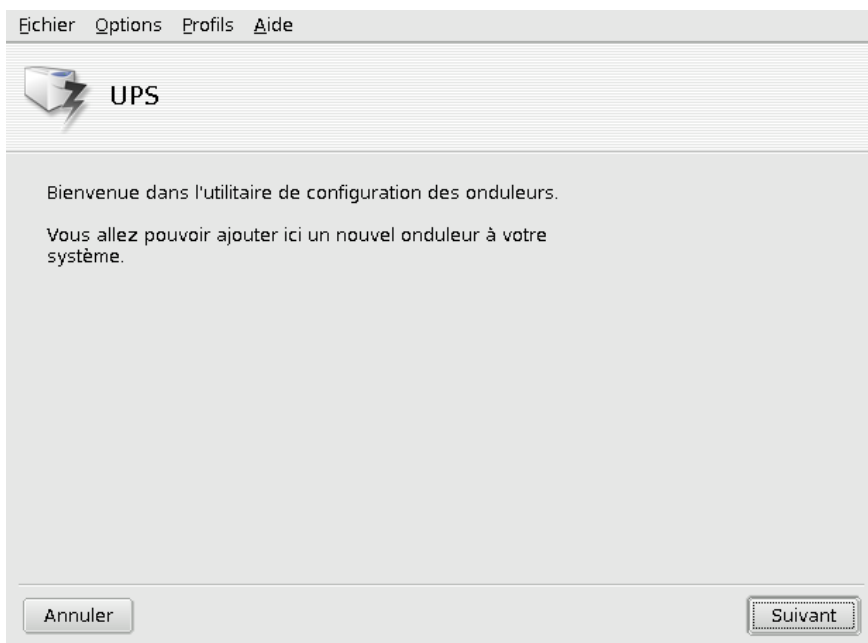 Fichier Options Profils Aide
UPS
Bienvenue dans l'utilitaire de configuration des onduleurs.
Vous allez pouvoir ajouter ici un nouvel onduleur à votre
système.
Annuler Suivant